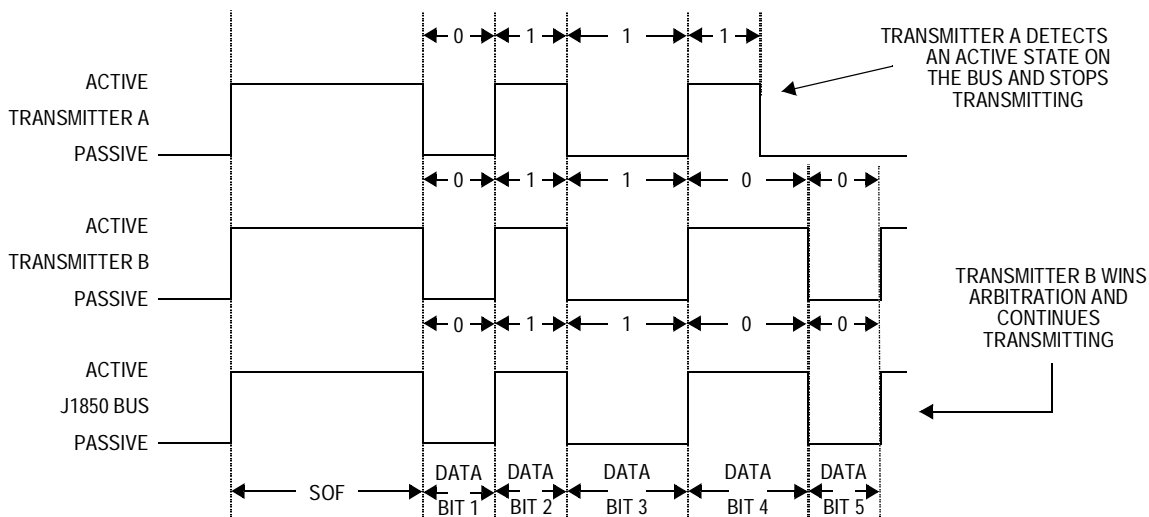 0 1 1 1
TRANSMITTER A DETECTS
AN ACTIVE STATE ON
THE BUS AND STOPS
TRANSMITTING
ACTIVE
TRANSMITTER A
PASSIVE
0 1 1 0 0
ACTIVE
TRANSMITTER B
PASSIVE
TRANSMITTER B WINS
ARBITRATION AND
CONTINUES
TRANSMITTING
0 1 1 0 0
ACTIVE
J1850 BUS
PASSIVE
SOF
DATA
BIT 1
DATA
BIT 2
DATA
BIT 3
DATA
BIT 4
DATA
BIT 5